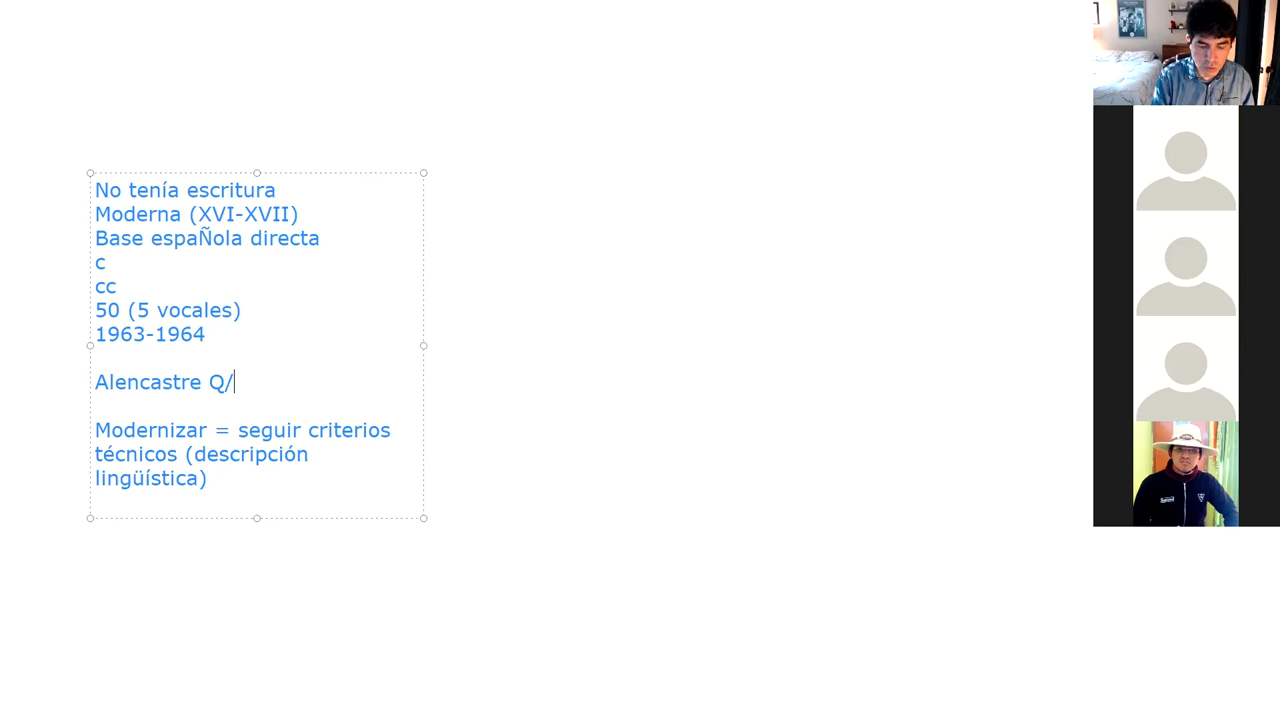 No tenía escritura
Moderna (XVI-XVII)
Base espaÑola directa
c
cc
50 (5 vocales)
1963-1964
Alencastre Q/
Modernizar = seguir criterios
técnicos (descripción
lingüística)